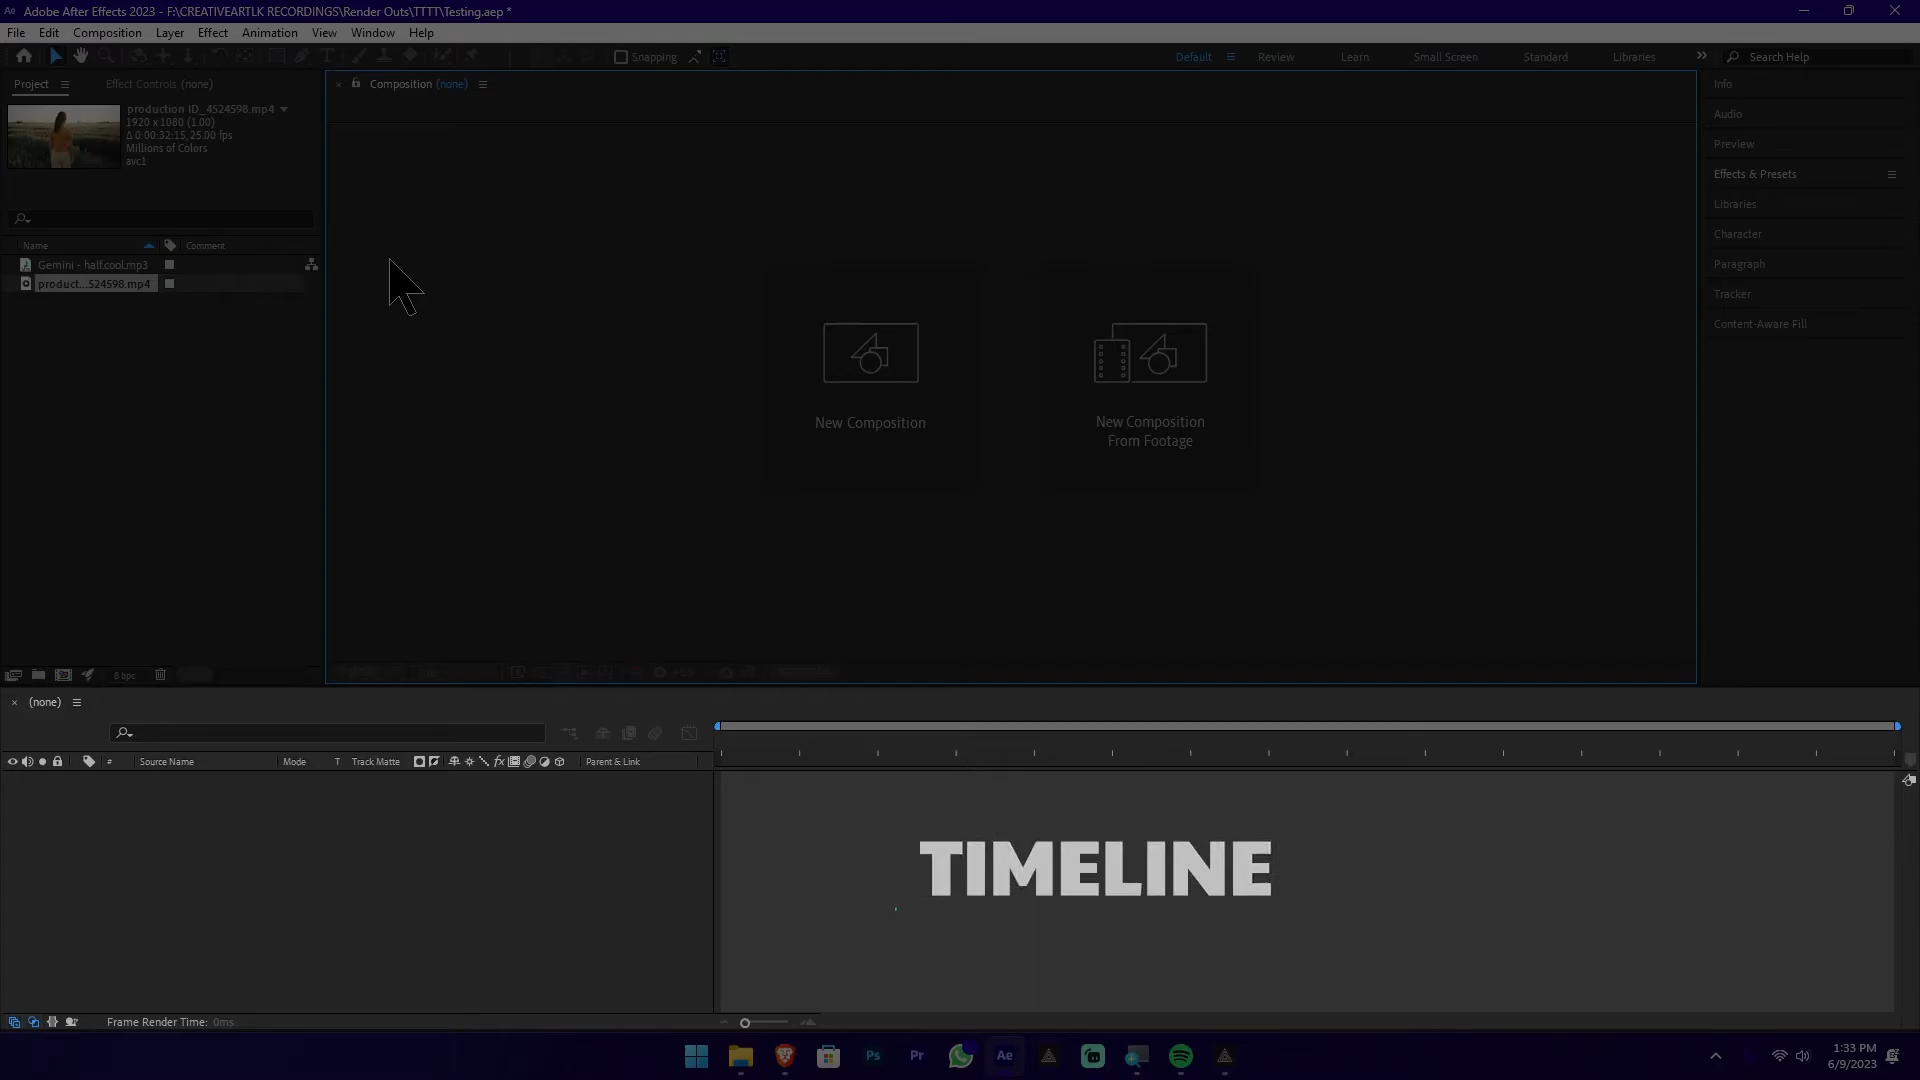 Ae Adobe After Effects 2023 - F:\CREATIVEARTLK RECORDINGS\Render Outs\TTTT\Testing.aep *
File Edit Composition Layer Effect Animation Window View Help
Snapping
Default Review Learn Small Screen Standard Libraries Search Help
Project
Effect Controls (none)
production ID_4524598.mp4
1920 x 1080 (1.00)
Δ 0:00:32:15, 25.00 fps
Millions of Colors
avc1
Name Comment
Gemini - half.cool.mp3
product...524598.mp4
8 bpc
Composition (none)
New Composition
New Composition
From Footage
Info
Audio
Preview
Effects & Presets
Libraries
Character
Paragraph
Tracker
Content-Aware Fill
(none)
# Source Name Mode T Track Matte fx Parent & Link
TIMELINE
Frame Render Time: 0ms
Ps Pr Ae
1:33 PM
6/9/2023